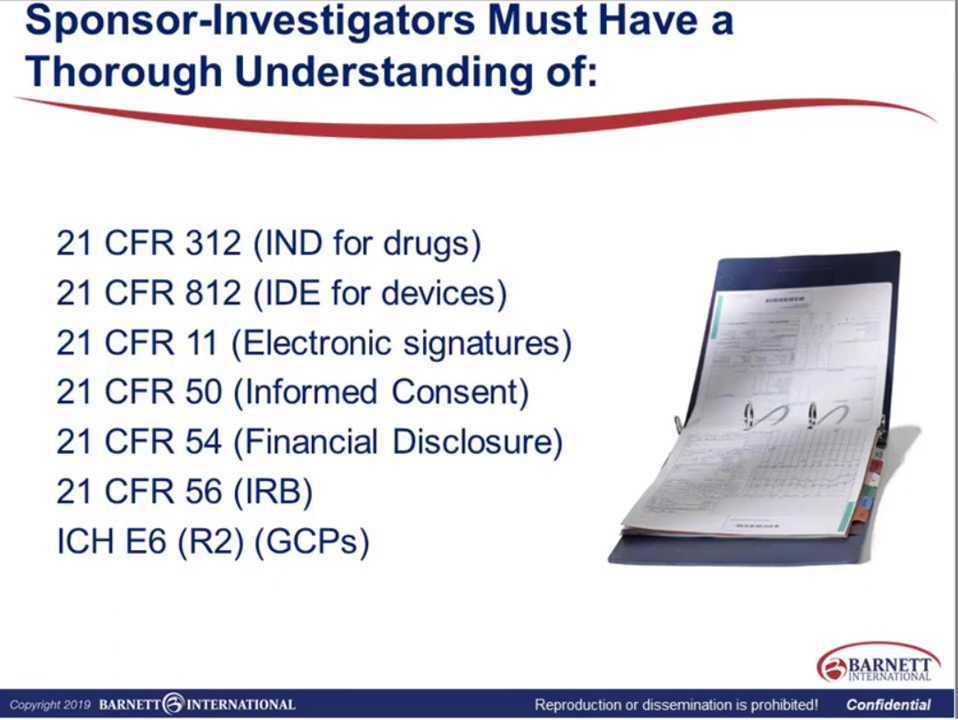 Sponsor-Investigators Must Have a
Thorough Understanding of:
21 CFR 312 (IND for drugs)
21 CFR 812 (IDE for devices)
21 CFR 11 (Electronic signatures)
21 CFR 50 (Informed Consent)
21 CFR 54 (Financial Disclosure)
21 CFR 56 (IRB)
ICH E6 (R2) (GCPs)
BARNETT
INTERNATIONAL
Copyright 2019 BARNETT INTERNATIONAL Reproduction or dissemination is prohibited! Confidential